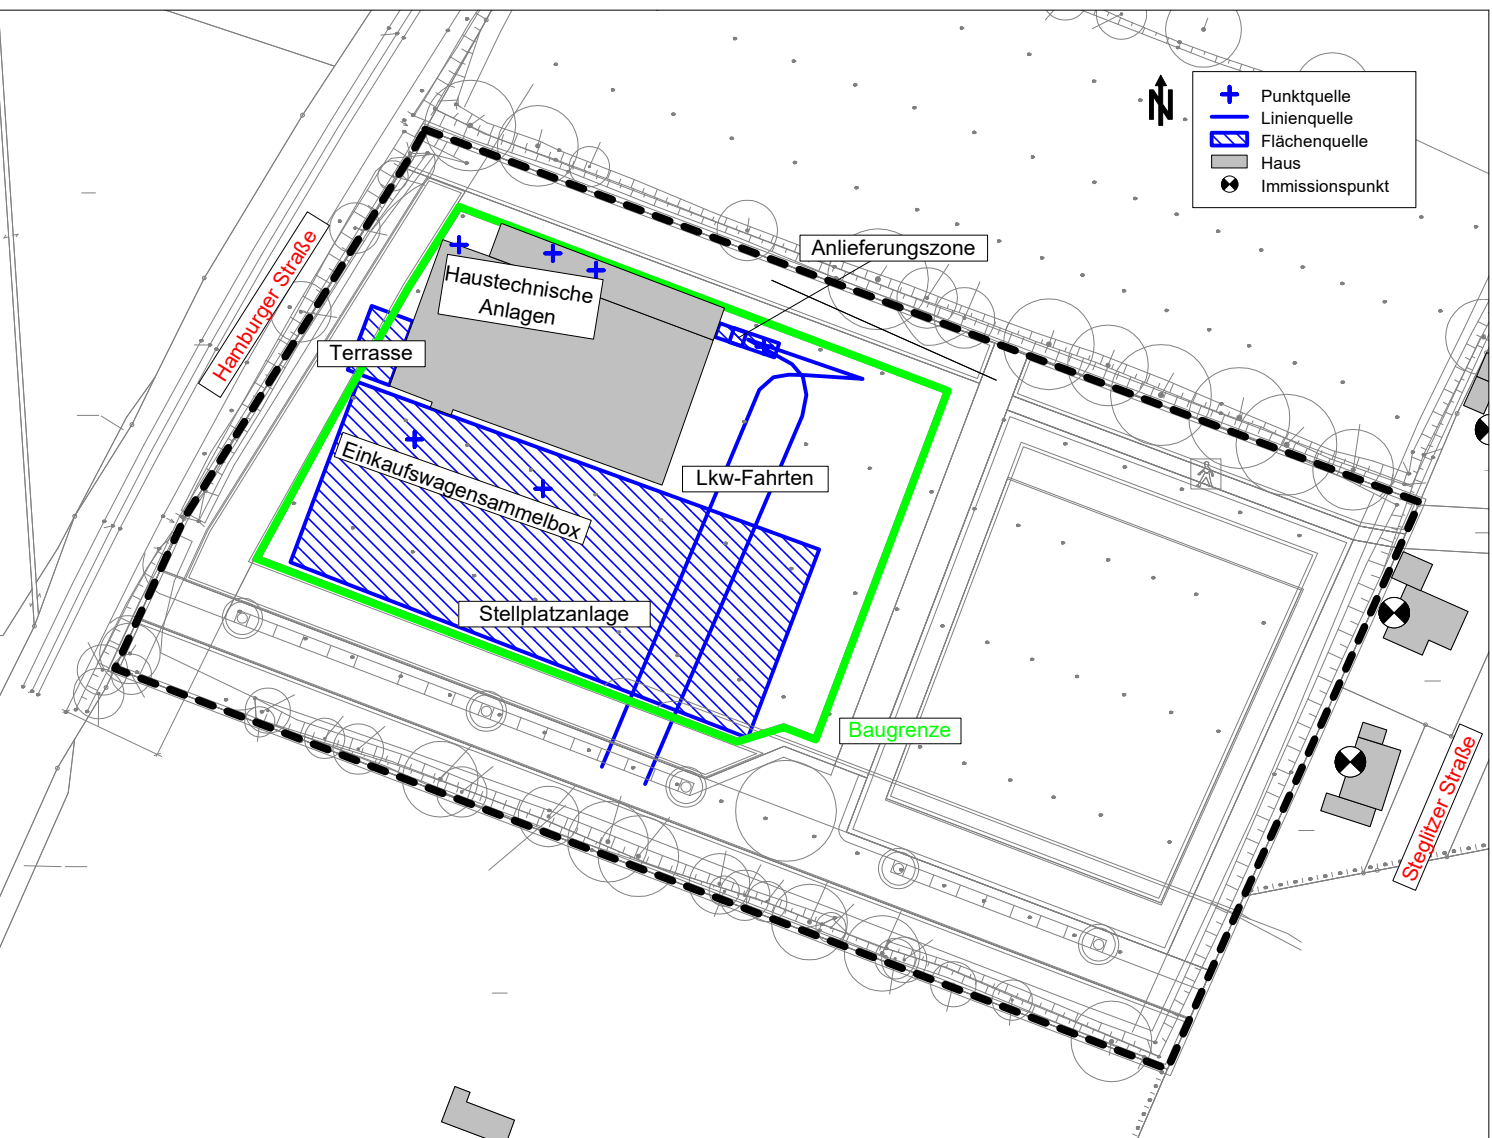 Punktquelle
Linienquelle
Flächenquelle
Haus
Immissionspunkt
N
Hamburger Straße
Anlieferungszone
Haustechnische
Anlagen
Terrasse
Einkaufswagensammelbox
Lkw-Fahrten
Stellplatzanlage
Baugrenze
Steglitzer Straße